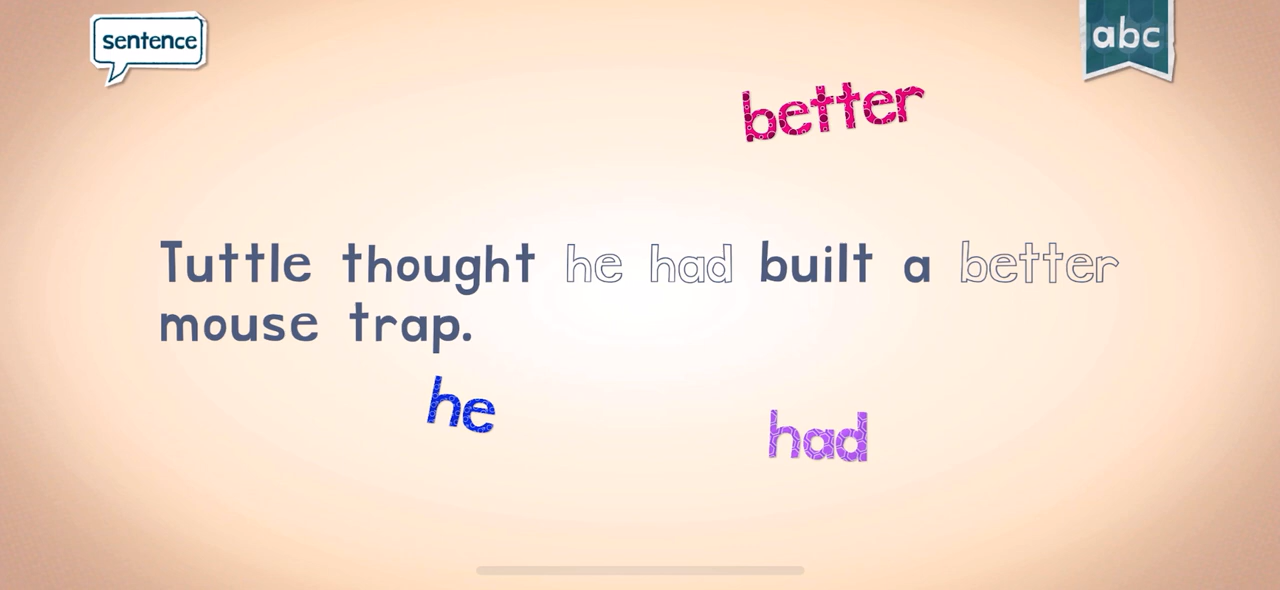 sentence
abc
better
Tuttle thought he had built a better
mouse trap.
he
had